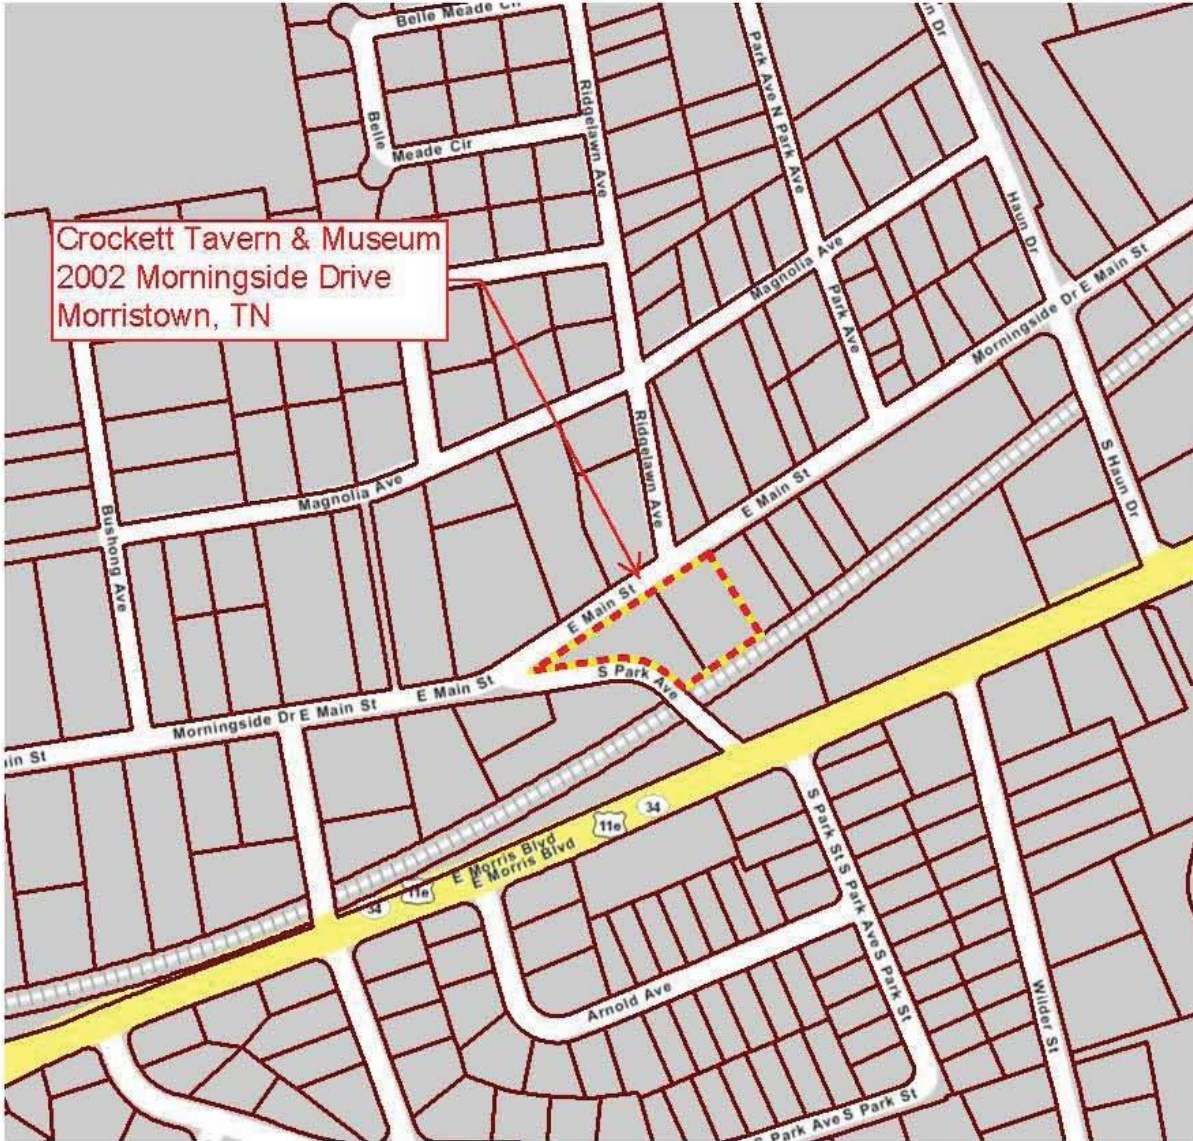 Belle Meade Cir
Belle
Meade Cir
Ridgelawn Ave
Park Ave N Park Ave
Haun Dr
Crockett Tavern & Museum
2002 Morningside Drive
Morristown, TN
Magnolia Ave
Park Ave
Morningside Dr E Main St
Ridgelawn Ave
Magnolia Ave
E Main St
S Haun Dr
Bushong Ave
E Main St
S Park Ave
E Main St
Morningside Dr E Main St
in St
11e
34
E Morris Blvd
E Morris Blvd
11e
34
S Park St S Park Ave S Park St
Arnold Ave
Wilder St
S Park Ave S Park St